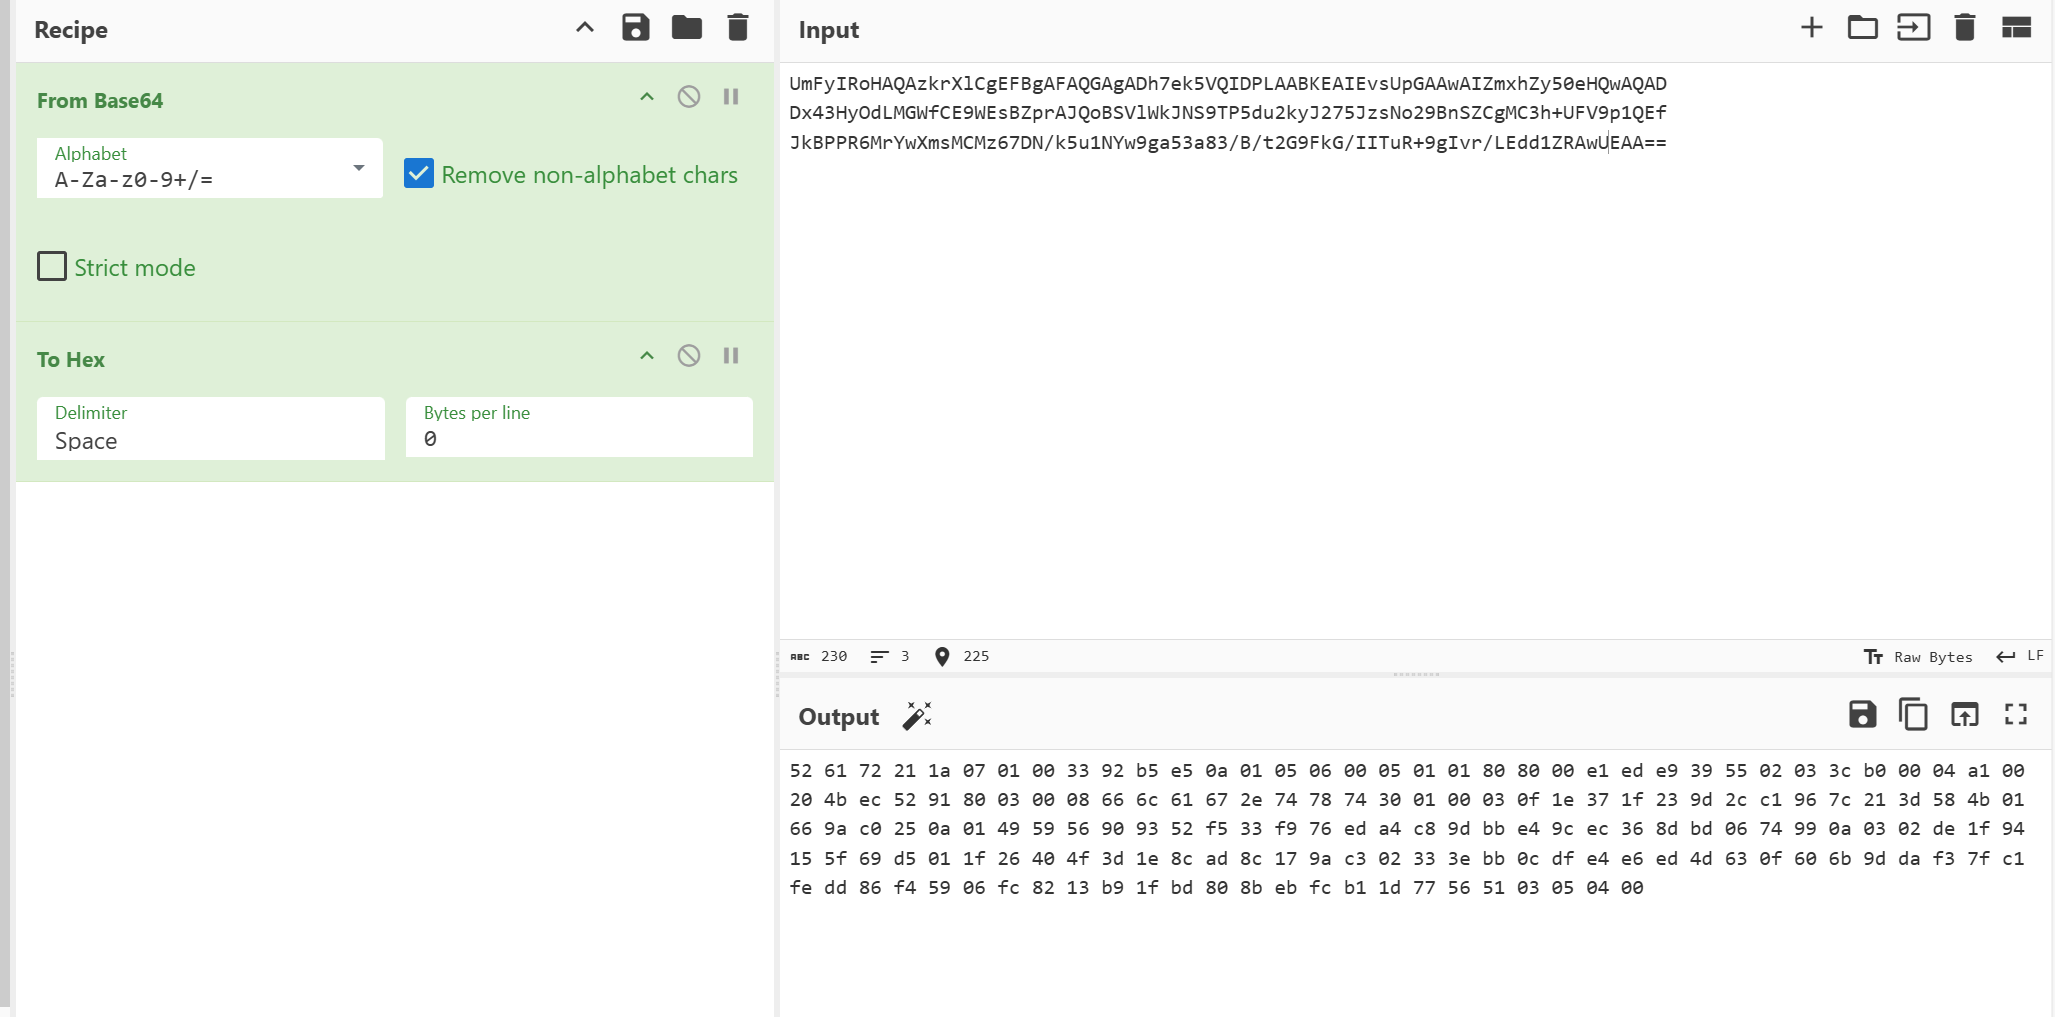 Recipe
From Base64
Alphabet
A-Za-z0-9+/=
Remove non-alphabet chars
Strict mode
To Hex
Delimiter
Space
Bytes per line
0
Input
UmFyIRoHAQAzkrXlCgEFBgAFAQGAgADh7ek5VQIDPLAABKEAIEvsUpGAAwAIZmxhZy50eHQwAQAD
Dx43HyOdLMGWfCE9WEsBZprAJQoBSVlWkJNS9TP5du2kyJ275JzsNo29BnSZCgMC3h+UFV9p1QEf
JkBPPR6MrYwXmsMCMz67DN/k5u1NYw9ga53a83/B/t2G9FkG/IITuR+9gIvr/LEdd1ZRAwUEAA==
ABC 230 3 225
Raw Bytes LF
Output
52 61 72 21 1a 07 01 00 33 92 b5 e5 0a 01 05 06 00 05 01 01 80 80 00 e1 ed e9 39 55 02 03 3c b0 00 04 a1 00
20 4b ec 52 91 80 03 00 08 66 6c 61 67 2e 74 78 74 30 01 00 03 0f 1e 37 1f 23 9d 2c c1 96 7c 21 3d 58 4b 01
66 9a c0 25 0a 01 49 59 56 90 93 52 f5 33 f9 76 ed a4 c8 9d bb e4 9c ec 36 8d bd 06 74 99 0a 03 02 de 1f 94
15 5f 69 d5 01 1f 26 40 4f 3d 1e 8c ad 8c 17 9a c3 02 33 3e bb 0c df e4 e6 ed 4d 63 0f 60 6b 9d da f3 7f c1
fe dd 86 f4 59 06 fc 82 13 b9 1f bd 80 8b eb fc b1 1d 77 56 51 03 05 04 00